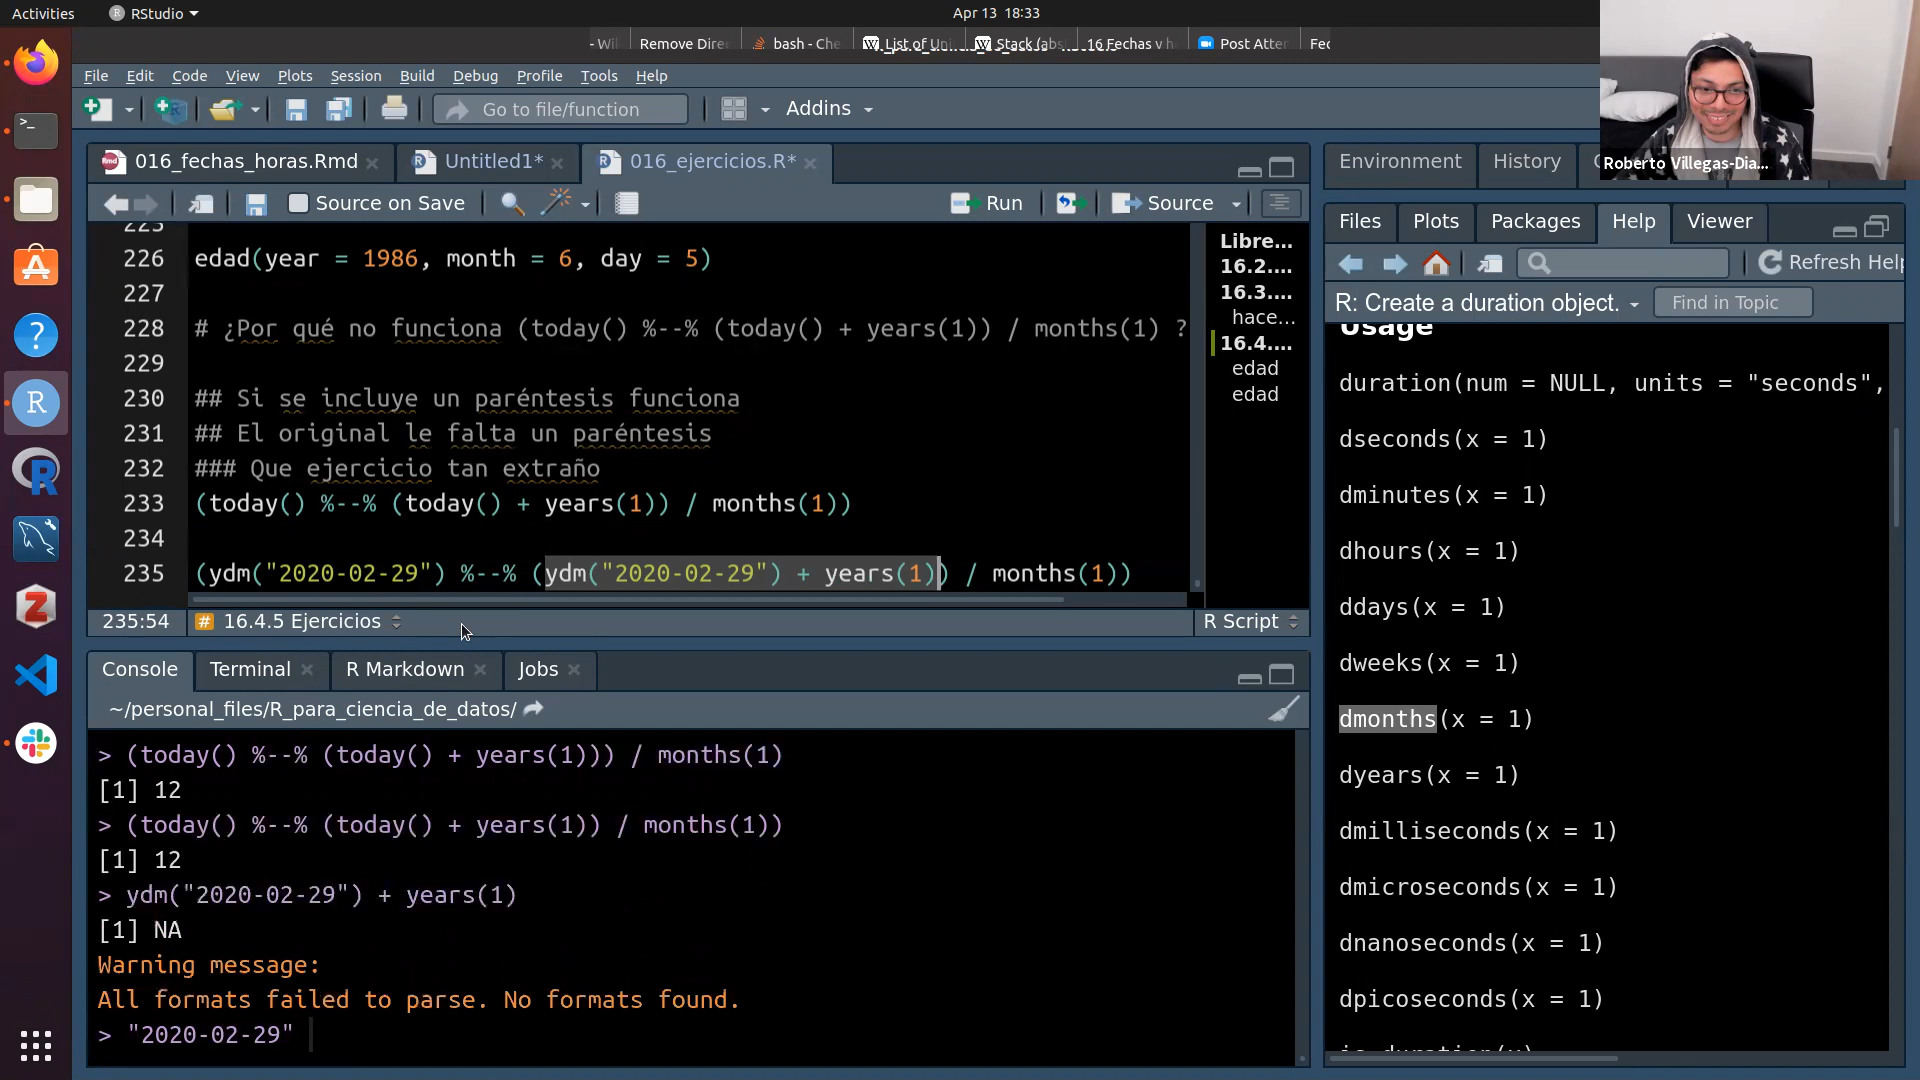 Activities
RStudio
Apr 13 18:33
- Wil
Remove Dire
bash - Che
List of Uni
Stack (abs
16 Fechas y h
Post Atten
Fec
File Edit Code View Plots Session Build Debug Profile Tools Help
Go to file/function
Addins
Roberto Villegas-Dia...
016_fechas_horas.Rmd
Untitled1*
016_ejercicios.R*
Source on Save
Run
Source
225
226 edad(year = 1986, month = 6, day = 5)
227
228 # ¿Por qué no funciona (today() %--% (today() + years(1)) / months(1) ?
229
230 ## Si se incluye un paréntesis funciona
231 ## El original le falta un paréntesis
232 ### Que ejercicio tan extraño
233 (today() %--% (today() + years(1)) / months(1))
234
235 (ydm("2020-02-29") %--% (ydm("2020-02-29") + years(1)) / months(1))
Libre...
16.2....
16.3....
hace...
16.4....
edad
edad
235:54
# 16.4.5 Ejercicios
R Script
Console
Terminal
R Markdown
Jobs
~/personal_files/R_para_ciencia_de_datos/
> (today() %--% (today() + years(1))) / months(1)
[1] 12
> (today() %--% (today() + years(1)) / months(1))
[1] 12
> ydm("2020-02-29") + years(1)
[1] NA
Warning message:
All formats failed to parse. No formats found.
> "2020-02-29"
Environment
History
Files
Plots
Packages
Help
Viewer
Refresh Help
R: Create a duration object.
Find in Topic
Usage
duration(num = NULL, units = "seconds",
dseconds(x = 1)
dminutes(x = 1)
dhours(x = 1)
ddays(x = 1)
dweeks(x = 1)
dmonths(x = 1)
dyears(x = 1)
dmilliseconds(x = 1)
dmicroseconds(x = 1)
dnanoseconds(x = 1)
dpicoseconds(x = 1)
is.duration(x)